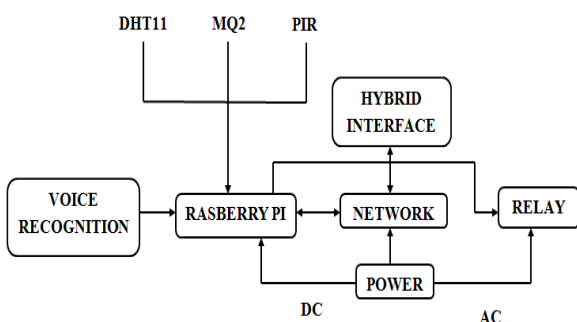 DHT11 MQ2 PIR
HYBRID
INTERFACE
VOICE
RECOGNITION
RASBERRY PI
NETWORK
RELAY
POWER
DC
AC